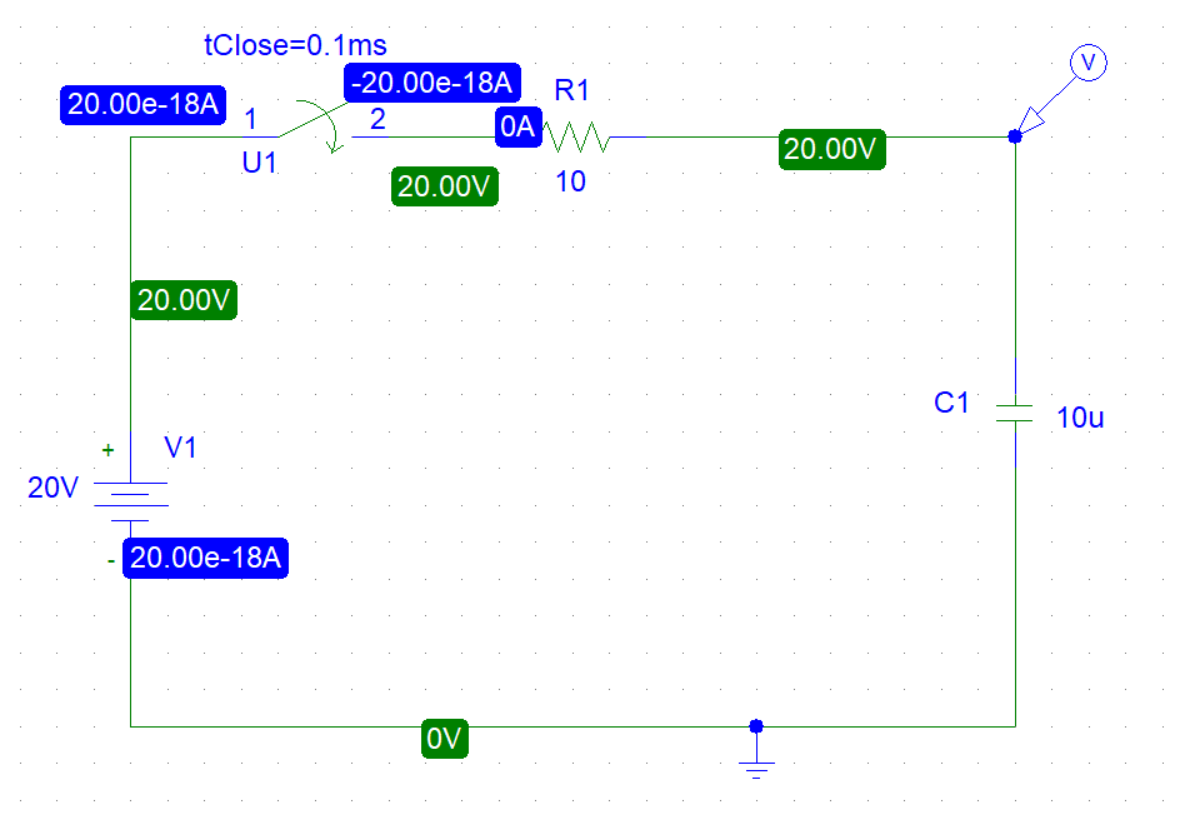 tClose=0.1ms
20.00e-18A
-20.00e-18A
R1
V
1
2
0A
U1
20.00V
10
20.00V
20.00V
C1
10u
+
V1
20V
-
20.00e-18A
0V